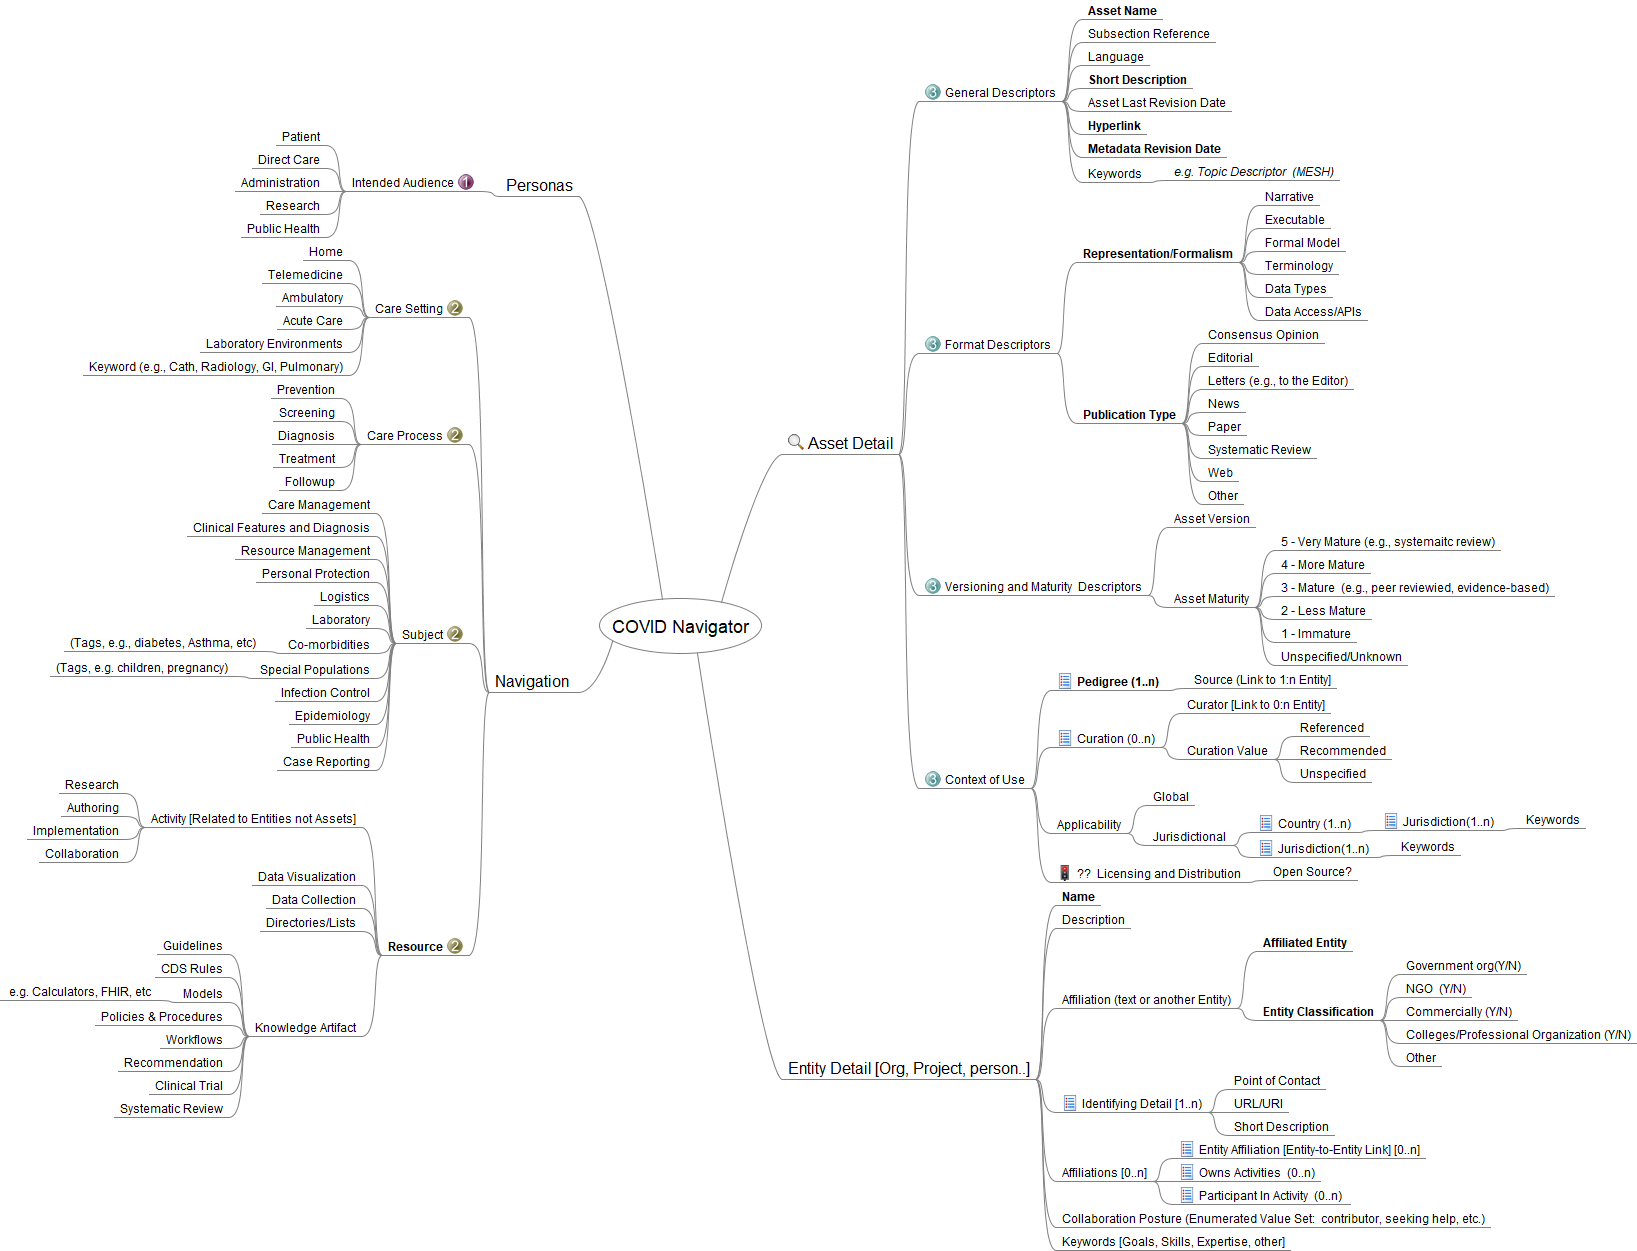 COVID Navigator
Personas
1
Intended Audience
Patient
Direct Care
Administration
Research
Public Health
Navigation
2
Care Setting
Home
Telemedicine
Ambulatory
Acute Care
Laboratory Environments
Keyword (e.g., Cath, Radiology, GI, Pulmonary)
2
Care Process
Prevention
Screening
Diagnosis
Treatment
Followup
2
Subject
Care Management
Clinical Features and Diagnosis
Resource Management
Personal Protection
Logistics
Laboratory
Co-morbidities
(Tags, e.g., diabetes, Asthma, etc)
Special Populations
(Tags, e.g. children, pregnancy)
Infection Control
Epidemiology
Public Health
Case Reporting
2
Resource
Activity [Related to Entities not Assets]
Research
Authoring
Implementation
Collaboration
Data Visualization
Data Collection
Directories/Lists
Knowledge Artifact
Guidelines
CDS Rules
Models
e.g. Calculators, FHIR, etc
Policies & Procedures
Workflows
Recommendation
Clinical Trial
Systematic Review
Asset Detail
3
General Descriptors
Asset Name
Subsection Reference
Language
Short Description
Asset Last Revision Date
Hyperlink
Metadata Revision Date
Keywords
e.g. Topic Descriptor (MESH)
3
Format Descriptors
Representation/Formalism
Narrative
Executable
Formal Model
Terminology
Data Types
Data Access/APIs
Publication Type
Consensus Opinion
Editorial
Letters (e.g., to the Editor)
News
Paper
Systematic Review
Web
Other
3
Versioning and Maturity Descriptors
Asset Version
Asset Maturity
5 - Very Mature (e.g., systemaitc review)
4 - More Mature
3 - Mature (e.g., peer reviewied, evidence-based)
2 - Less Mature
1 - Immature
Unspecified/Unknown
3
Context of Use
Pedigree (1..n)
Source (Link to 1:n Entity]
Curation (0..n)
Curator [Link to 0:n Entity]
Curation Value
Referenced
Recommended
Unspecified
Applicability
Global
Jurisdictional
Country (1..n)
Jurisdiction(1..n)
Keywords
Jurisdiction(1..n)
Keywords
?? Licensing and Distribution
Open Source?
Entity Detail [Org, Project, person..]
Name
Description
Affiliation (text or another Entity)
Affiliated Entity
Entity Classification
Government org(Y/N)
NGO (Y/N)
Commercially (Y/N)
Colleges/Professional Organization (Y/N)
Other
Identifying Detail [1..n)
Point of Contact
URL/URI
Short Description
Affiliations [0..n]
Entity Affiliation [Entity-to-Entity Link] [0..n]
Owns Activities (0..n)
Participant In Activity (0..n)
Collaboration Posture (Enumerated Value Set: contributor, seeking help, etc.)
Keywords [Goals, Skills, Expertise, other]